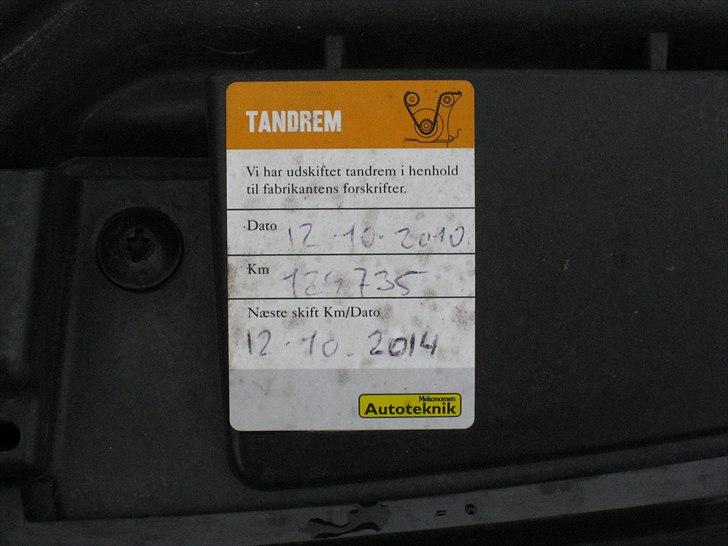 TANDREM
Vi har udskiftet tandrem i henhold
til fabrikantens forskrifter.
Dato 12-10-2010
Km 129735
Næste skift Km/Dato
12-10.2014
Mekonomen
Autoteknik